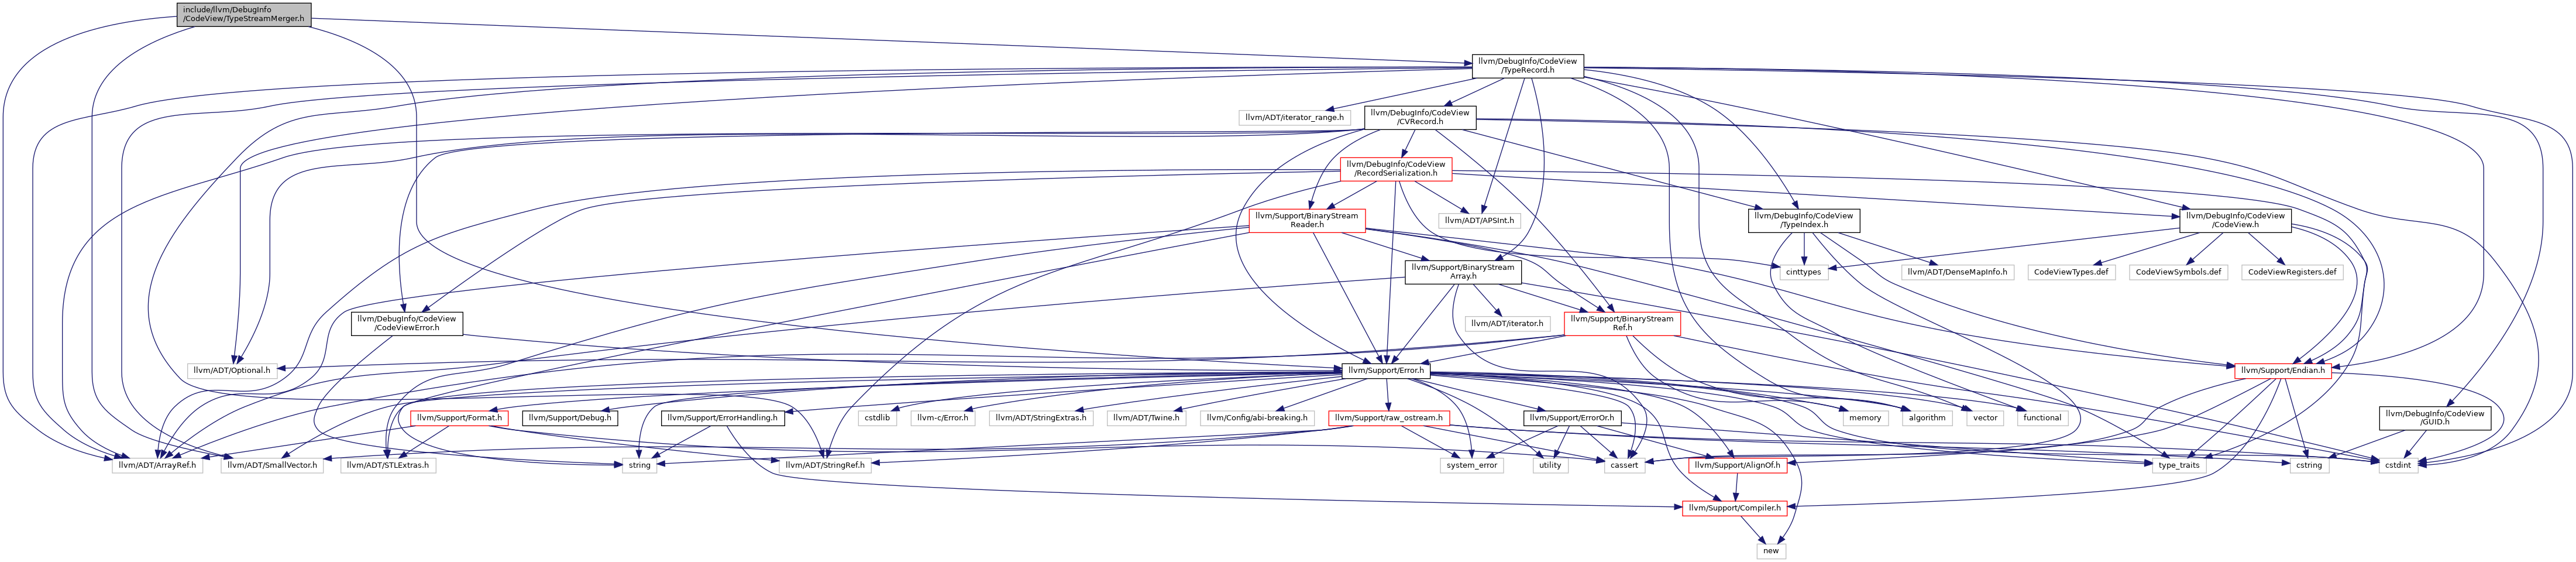 include/llvm/DebugInfo
/CodeView/TypeStreamMerger.h
llvm/DebugInfo/CodeView
/TypeRecord.h
llvm/ADT/iterator_range.h
llvm/DebugInfo/CodeView
/CVRecord.h
llvm/DebugInfo/CodeView
/RecordSerialization.h
llvm/Support/BinaryStream
Reader.h
llvm/ADT/APSInt.h
llvm/DebugInfo/CodeView
/TypeIndex.h
llvm/DebugInfo/CodeView
/CodeView.h
llvm/Support/BinaryStream
Array.h
cinttypes
llvm/ADT/DenseMapInfo.h
CodeViewTypes.def
CodeViewSymbols.def
CodeViewRegisters.def
llvm/DebugInfo/CodeView
/CodeViewError.h
llvm/ADT/iterator.h
llvm/Support/BinaryStream
Ref.h
llvm/ADT/Optional.h
llvm/Support/Error.h
llvm/Support/Endian.h
llvm/Support/Format.h
llvm/Support/Debug.h
llvm/Support/ErrorHandling.h
cstdlib
llvm-c/Error.h
llvm/ADT/StringExtras.h
llvm/ADT/Twine.h
llvm/Config/abi-breaking.h
llvm/Support/raw_ostream.h
llvm/Support/ErrorOr.h
memory
algorithm
vector
functional
llvm/DebugInfo/CodeView
/GUID.h
llvm/ADT/ArrayRef.h
llvm/ADT/SmallVector.h
llvm/ADT/STLExtras.h
string
llvm/ADT/StringRef.h
system_error
utility
cassert
llvm/Support/AlignOf.h
type_traits
cstring
cstdint
llvm/Support/Compiler.h
new